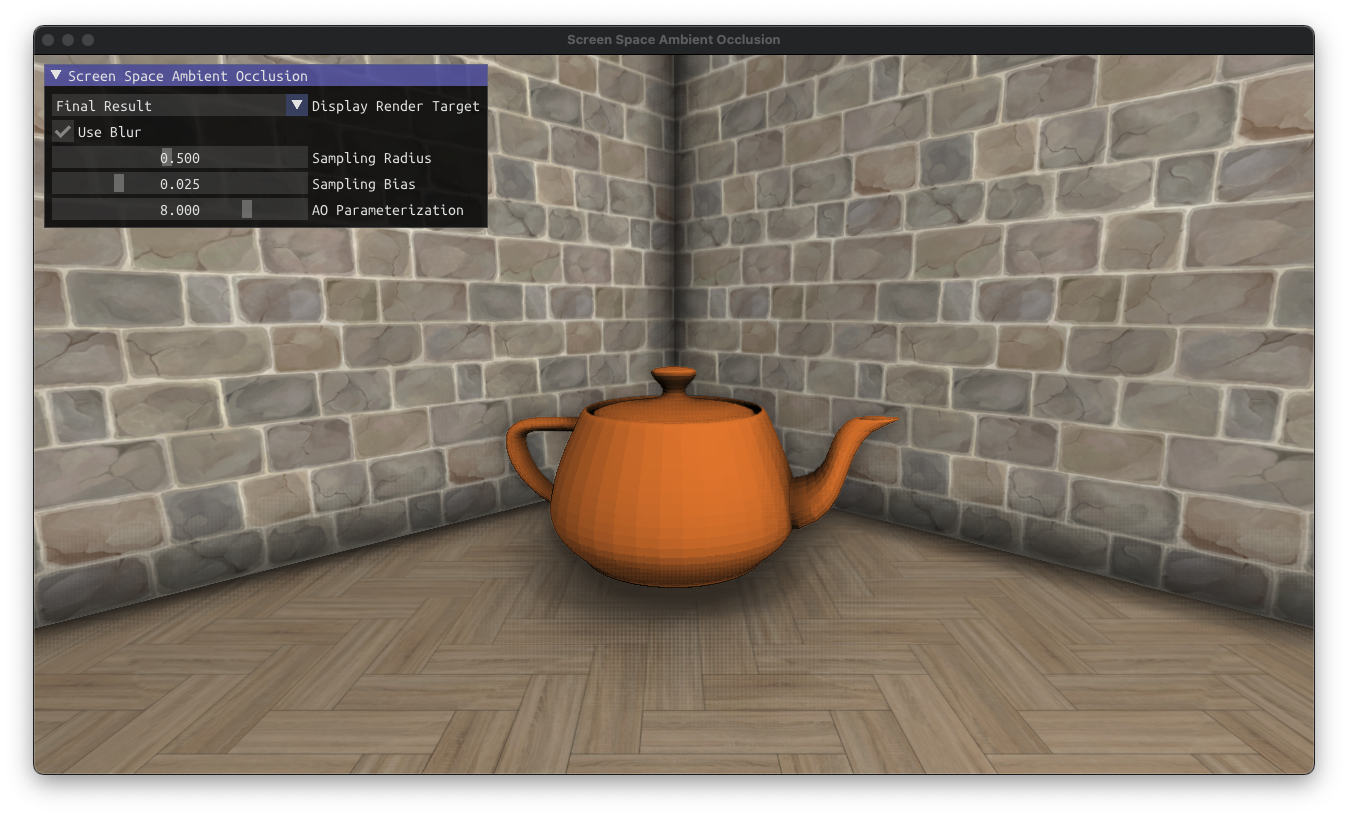 Screen Space Ambient Occlusion
Screen Space Ambient Occlusion
Final Result Display Render Target
Use Blur
0.500 Sampling Radius
0.025 Sampling Bias
8.000 AO Parameterization